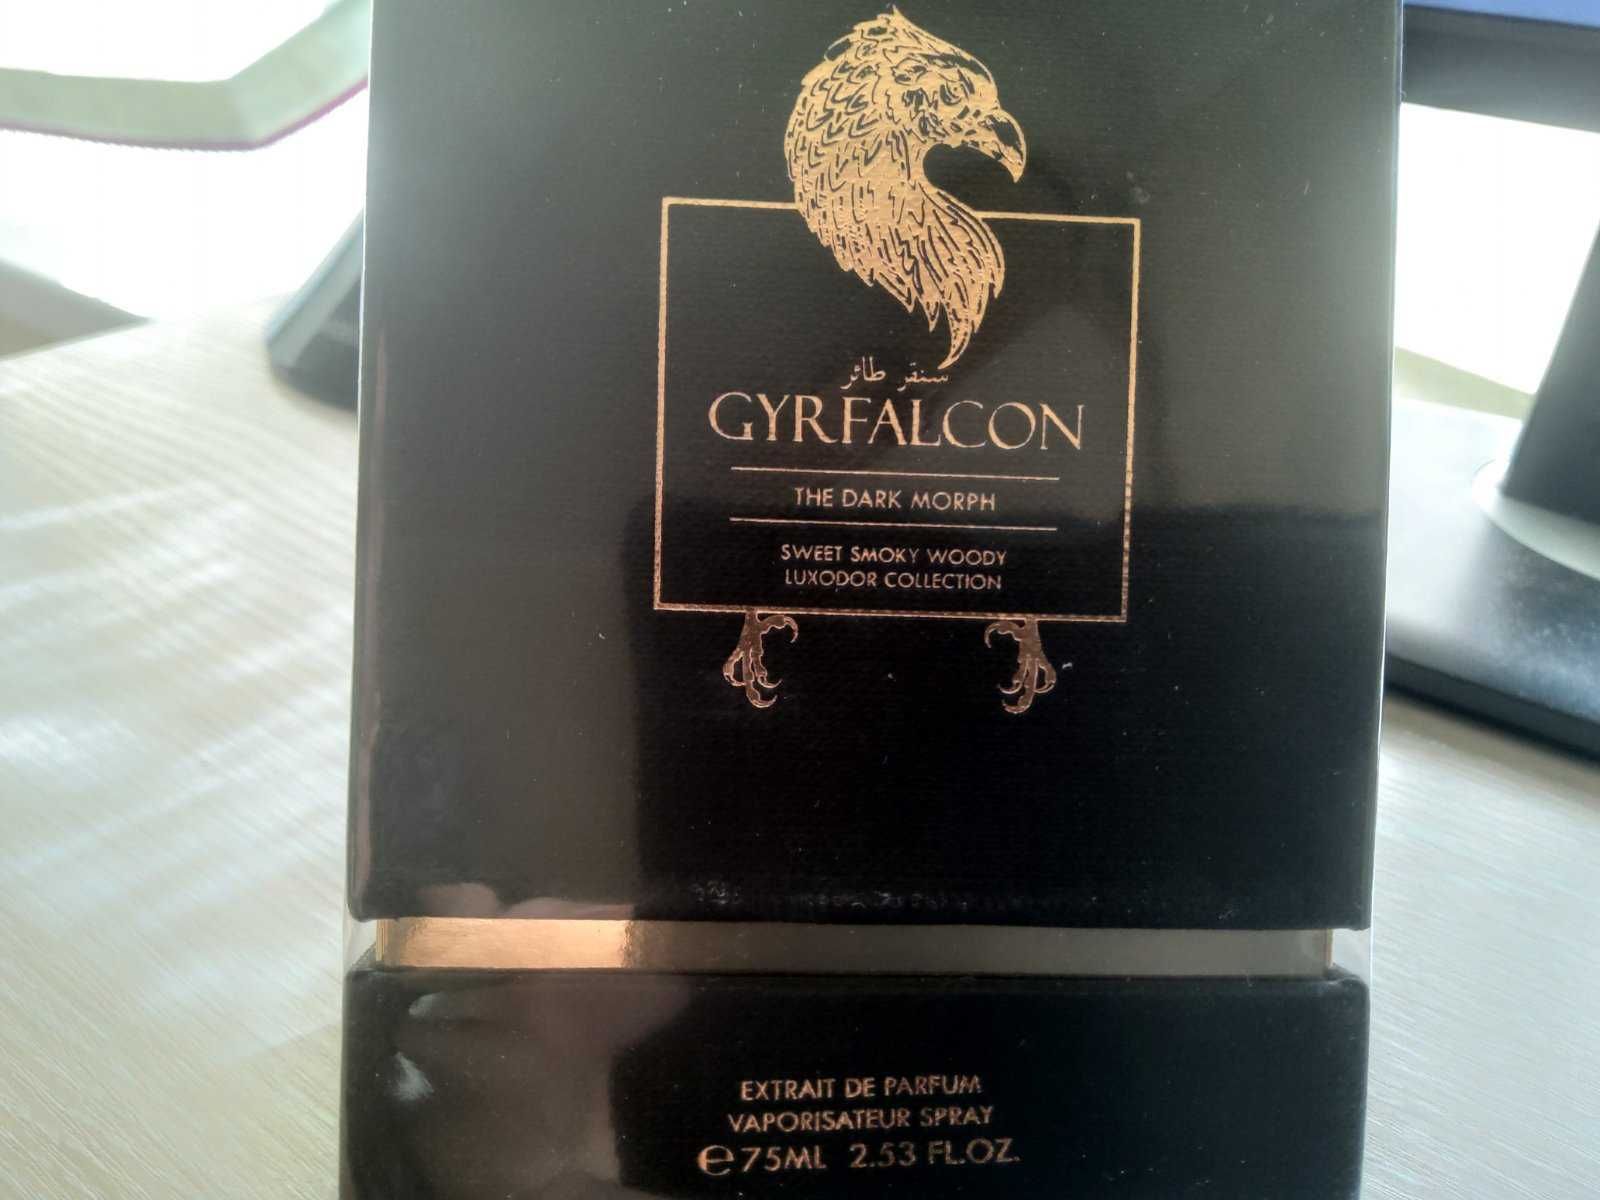 سنقر طائر
GYRFALCON
THE DARK MORPH
SWEET SMOKY WOODY
LUXODOR COLLECTION
EXTRAIT DE PARFUM
VAPORISATEUR SPRAY
℮75ML 2.53 FL.OZ.